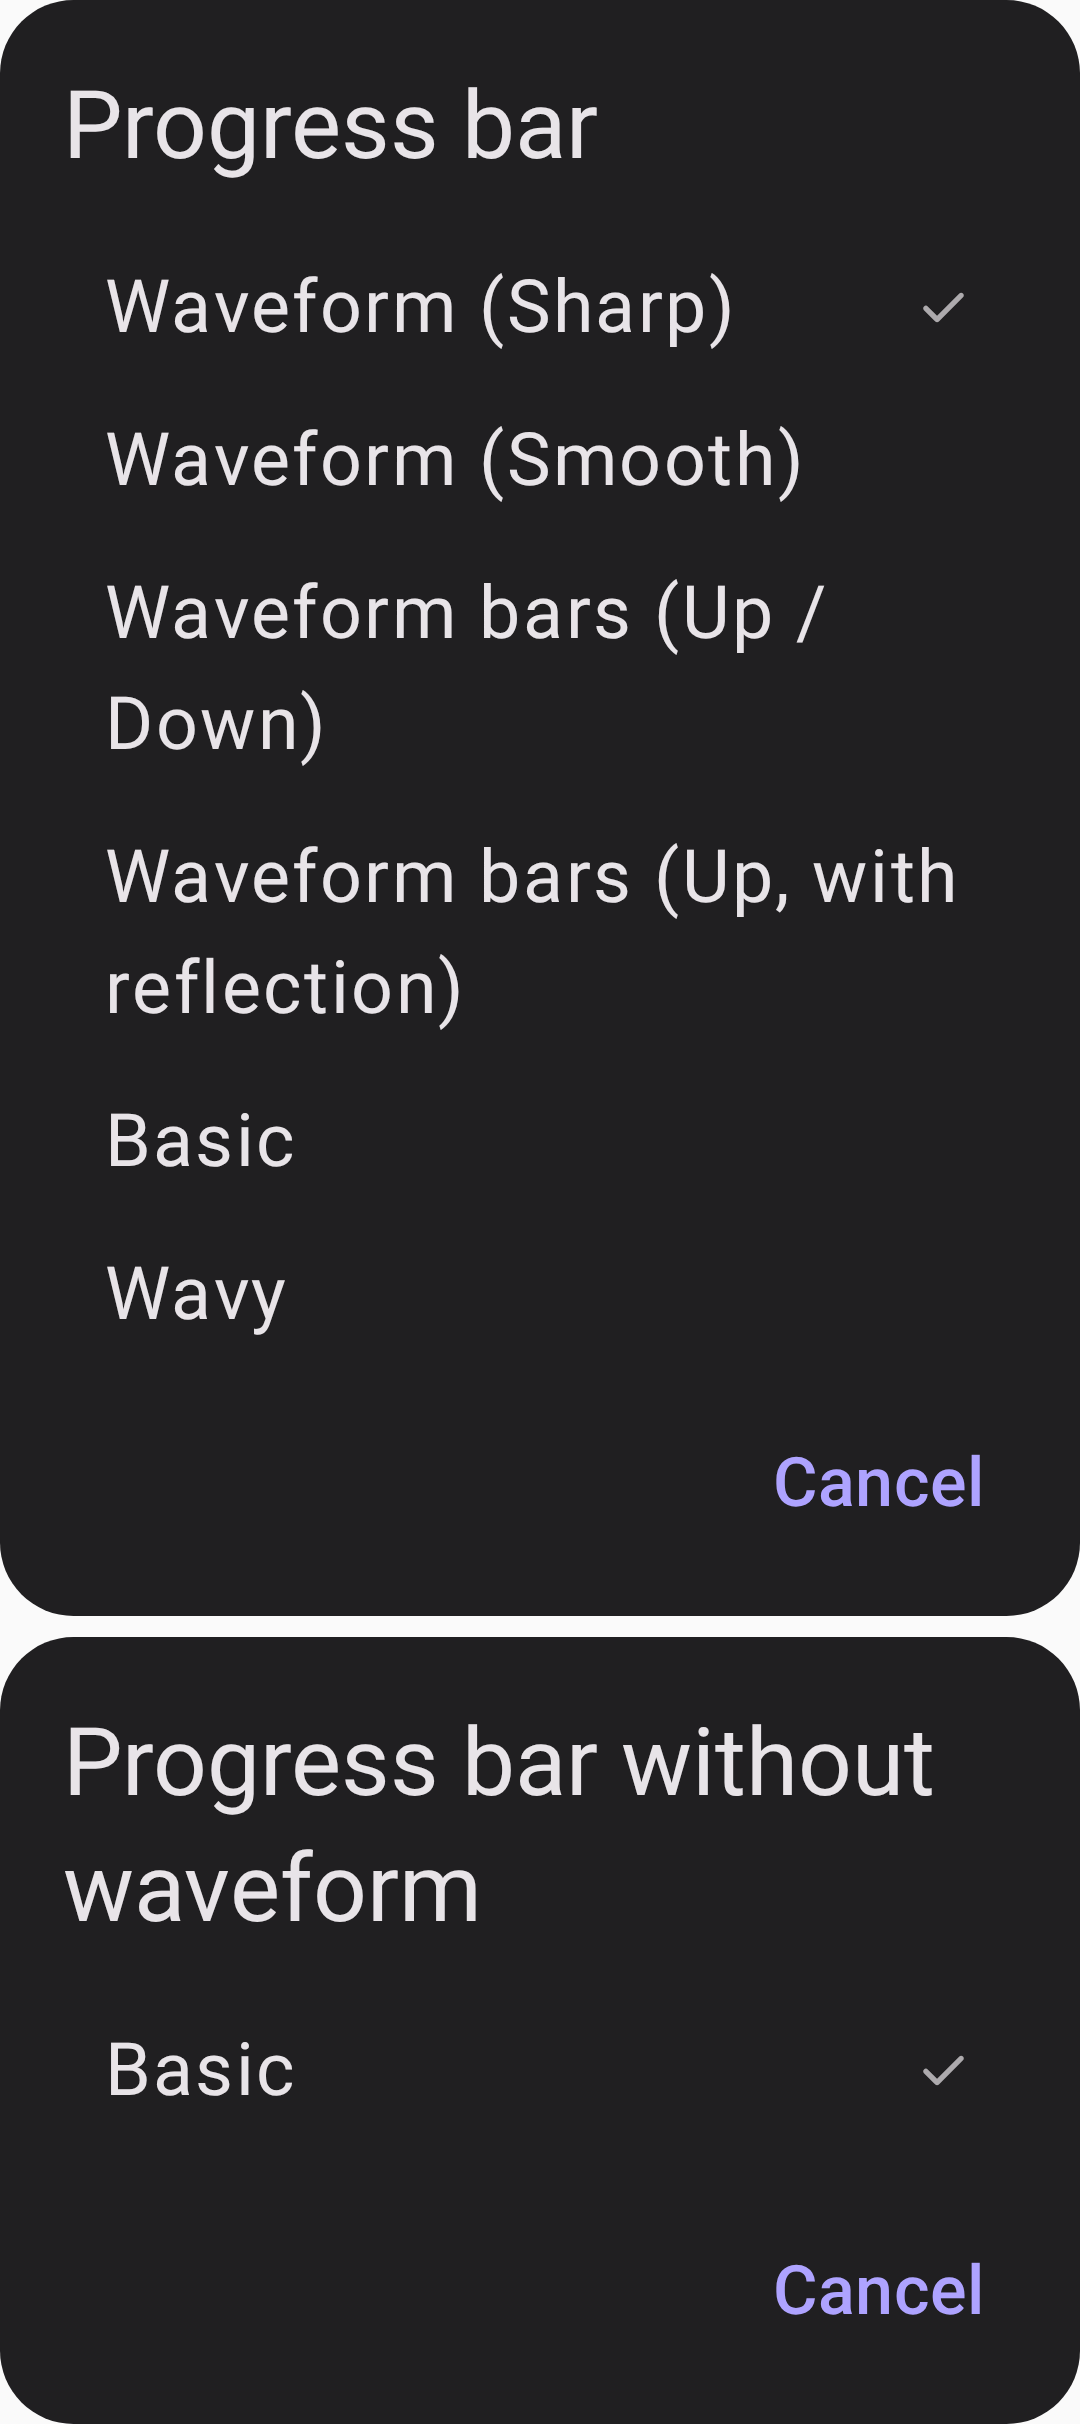 Progress bar
Waveform (Sharp)
Waveform (Smooth)
Waveform bars (Up /
Down)
Waveform bars (Up, with
reflection)
Basic
Wavy
Cancel
Progress bar without
waveform
Basic
Cancel